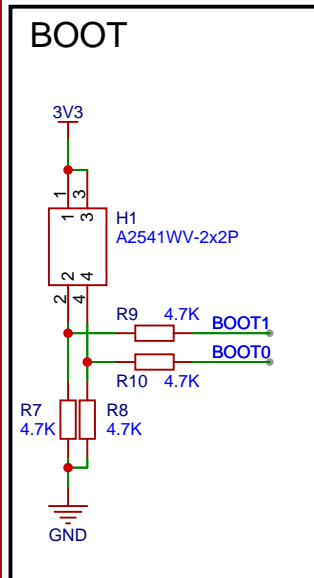 BOOT
3V3
1 3
1 3
H1
A2541WV-2x2P
2 4
2 4
R9 4.7K BOOT1
BOOT0
R10 4.7K
R7 R8
4.7K 4.7K
GND